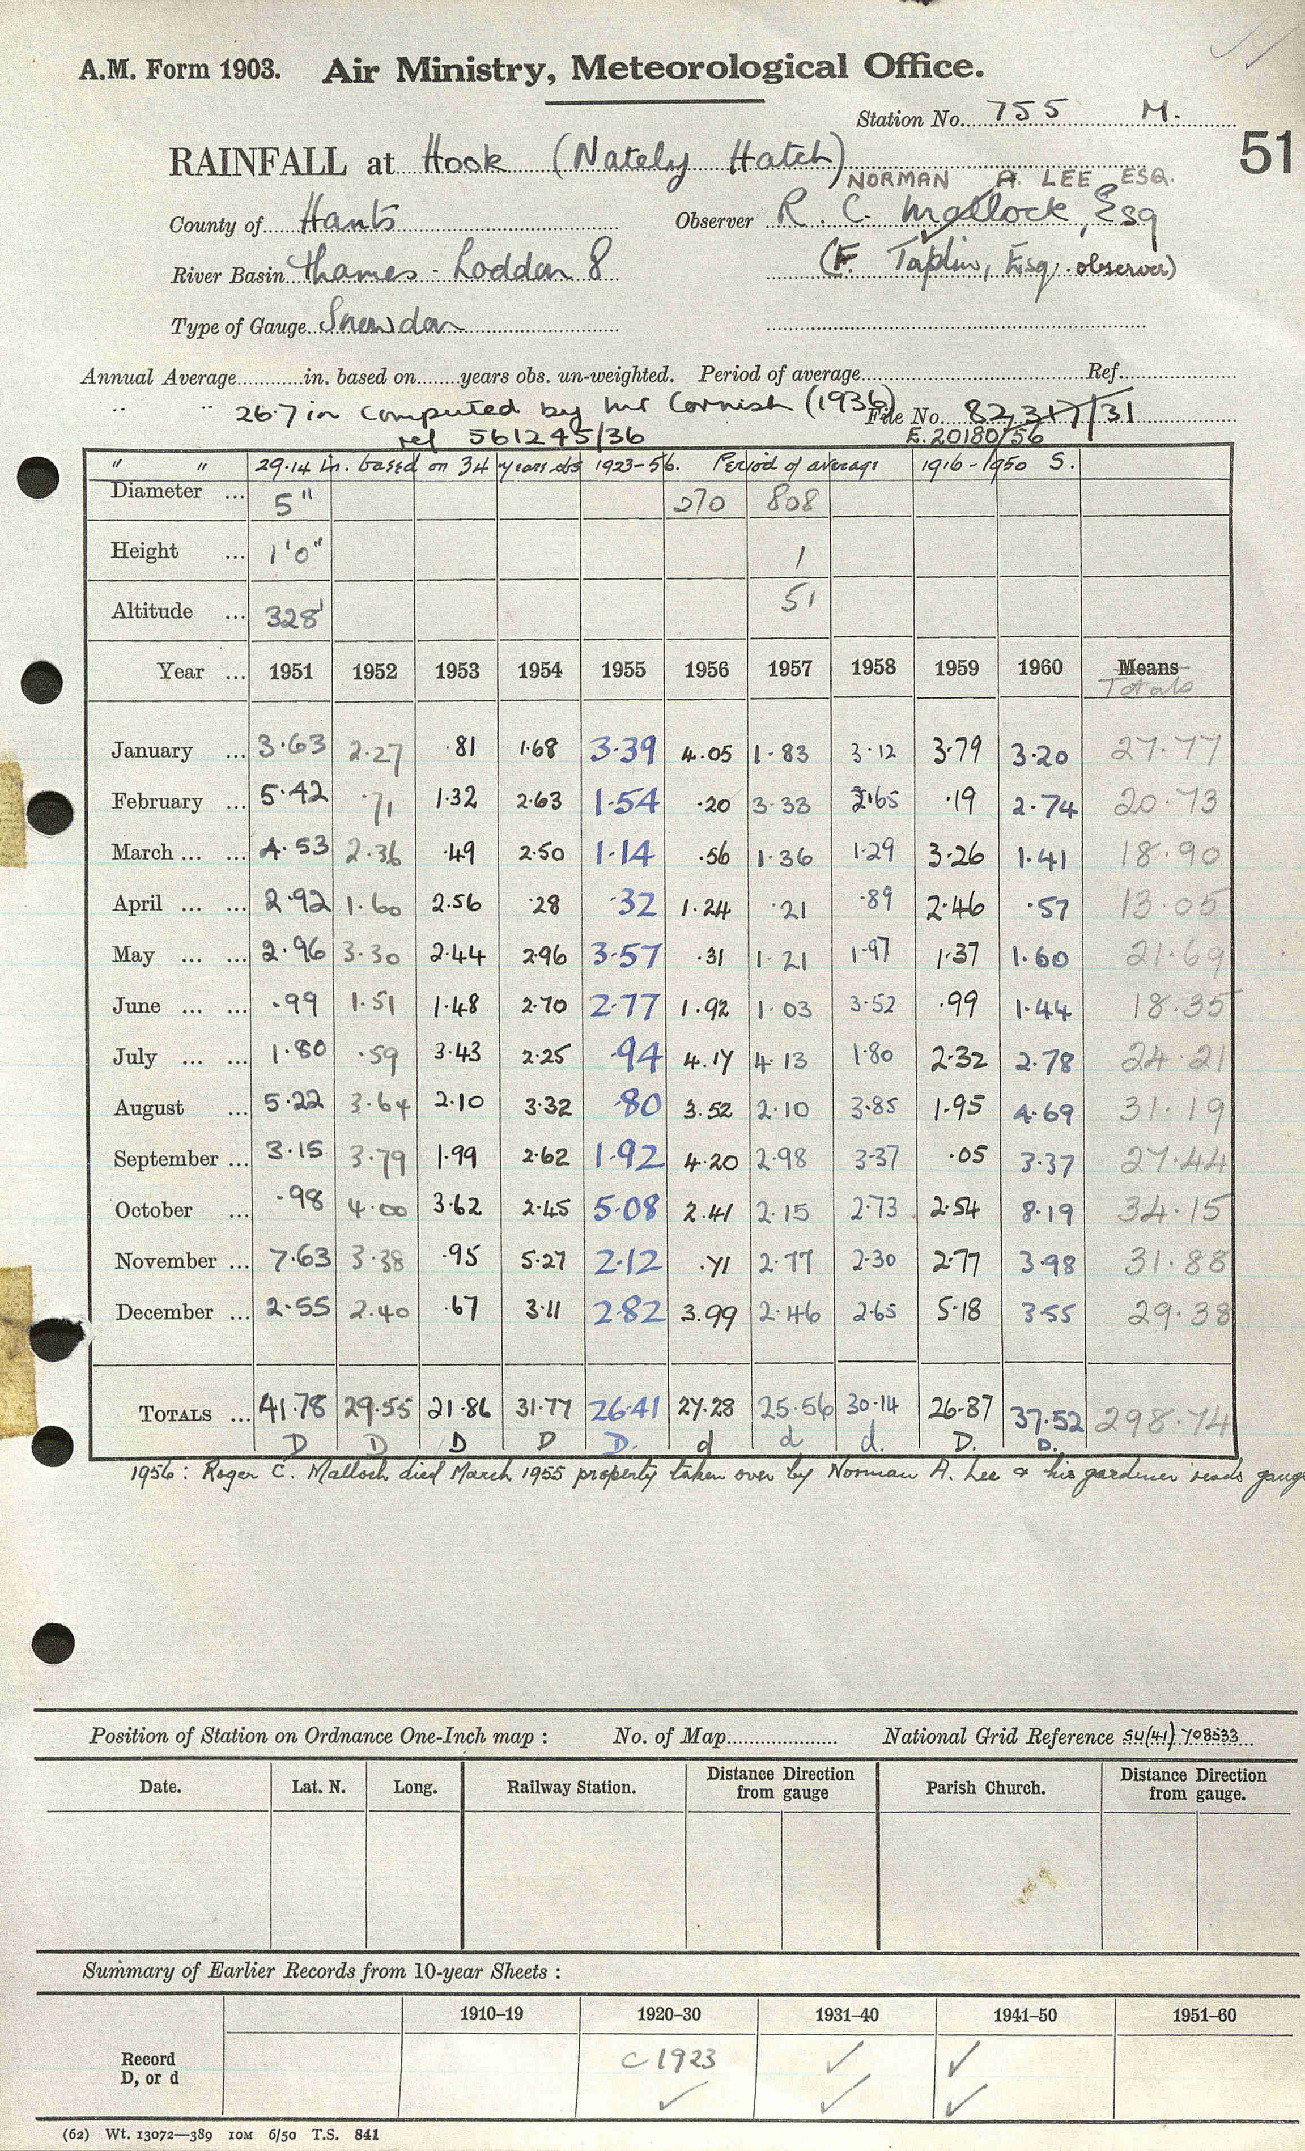 A.M. Form 1903. Air Ministry, Meteorological Office.
Station No. 755 M.
51
RAINFALL at Hook (Nately Hatch)
NORMAN A. LEE ESQ.
County of Hants Observer R. C. Mallock, Esq
River Basin Thames - Loddon 8 (F. Taplin, Esq. observer)
Type of Gauge Snowdon
Annual Average in. based on years obs. un-weighted. Period of average Ref.
" " 26.7 in computed by Mr Cornish (1936) File No. 82317/31
ref 561245/36 E.20180/56
" " 29.14 in. based on 34 years obs 1923-56. Period of average 1916-1950 S.
Diameter ... 5" 270 808
Height ... 1'0" 1
Altitude ... 328' 51
Year ... 1951 1952 1953 1954 1955 1956 1957 1958 1959 1960 Means
Totals
January ... 3.63 2.27 .81 1.68 3.39 4.05 1.83 3.12 3.79 3.20 27.77
February ... 5.42 .71 1.32 2.63 1.54 .20 3.33 2.65 .19 2.74 20.73
March ... ... 4.53 2.36 .49 2.50 1.14 .56 1.36 1.29 3.26 1.41 18.90
April ... ... 2.92 1.60 2.56 .28 .32 1.24 .21 .89 2.46 .57 13.05
May ... ... 2.96 3.30 2.44 2.96 3.57 .31 1.21 1.97 1.37 1.60 21.69
June ... ... .99 1.51 1.48 2.70 2.77 1.92 1.03 3.52 .99 1.44 18.35
July ... ... 1.80 .59 3.43 2.25 .94 4.17 4.13 1.80 2.32 2.78 24.21
August ... 5.22 3.64 2.10 3.32 .80 3.52 2.10 3.85 1.95 4.69 31.19
September ... 3.15 3.79 1.99 2.62 1.92 4.20 2.98 3.37 .05 3.37 27.44
October ... .98 4.00 3.62 2.45 5.08 2.41 2.15 2.73 2.54 8.19 34.15
November ... 7.63 3.38 .95 5.27 2.12 .71 2.77 2.30 2.77 3.98 31.88
December ... 2.55 2.40 .67 3.11 2.82 3.99 2.46 2.65 5.18 3.55 29.38
TOTALS ... 41.78 29.55 21.86 31.77 26.41 27.28 25.56 30.14 26.87 37.52 298.74
D D D D D. d d d. D. D.
1956: Roger C. Malloch died March 1955 property taken over by Norman A. Lee & his gardener reads gauge
Position of Station on Ordnance One-Inch map : No. of Map National Grid Reference SU(41) 708533
Date. Lat. N. Long. Railway Station. Distance Direction from gauge Parish Church. Distance Direction from gauge.
Summary of Earlier Records from 10-year Sheets :
1910–19 1920–30 1931–40 1941–50 1951–60
Record D, or d c 1923 ✓ ✓
✓ ✓ ✓
(62) Wt. 13072—389 10M 6/50 T.S. 841